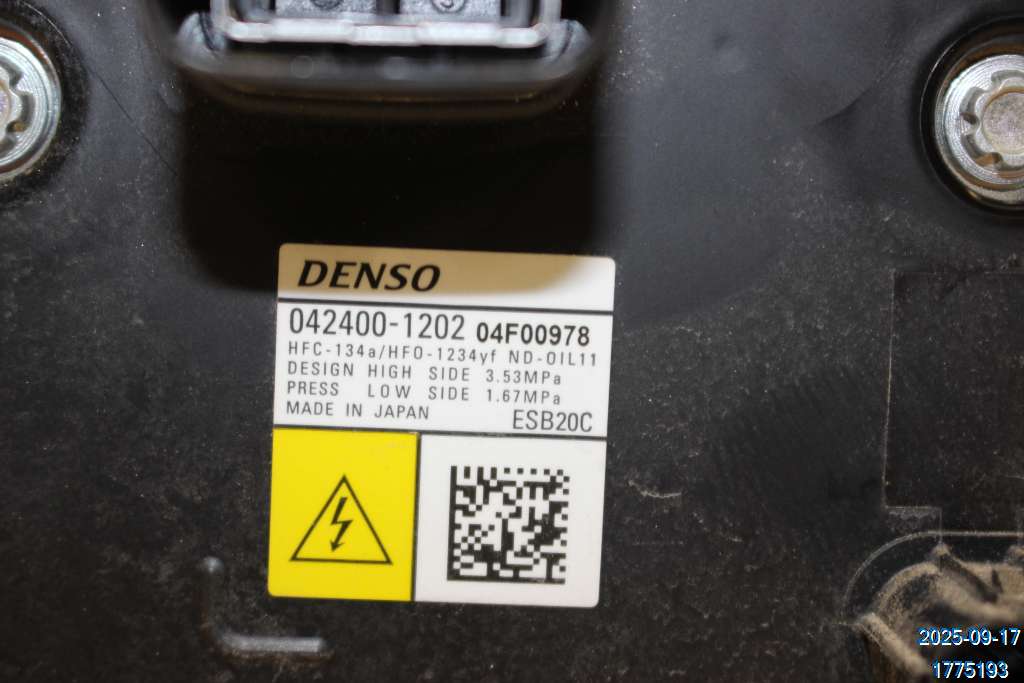 DENSO
042400-1202 04F00978
HFC-134a/HFO-1234yf ND-OIL11
DESIGN HIGH SIDE 3.53MPa
PRESS LOW SIDE 1.67MPa
MADE IN JAPAN ESB20C
2025-09-17
1775193